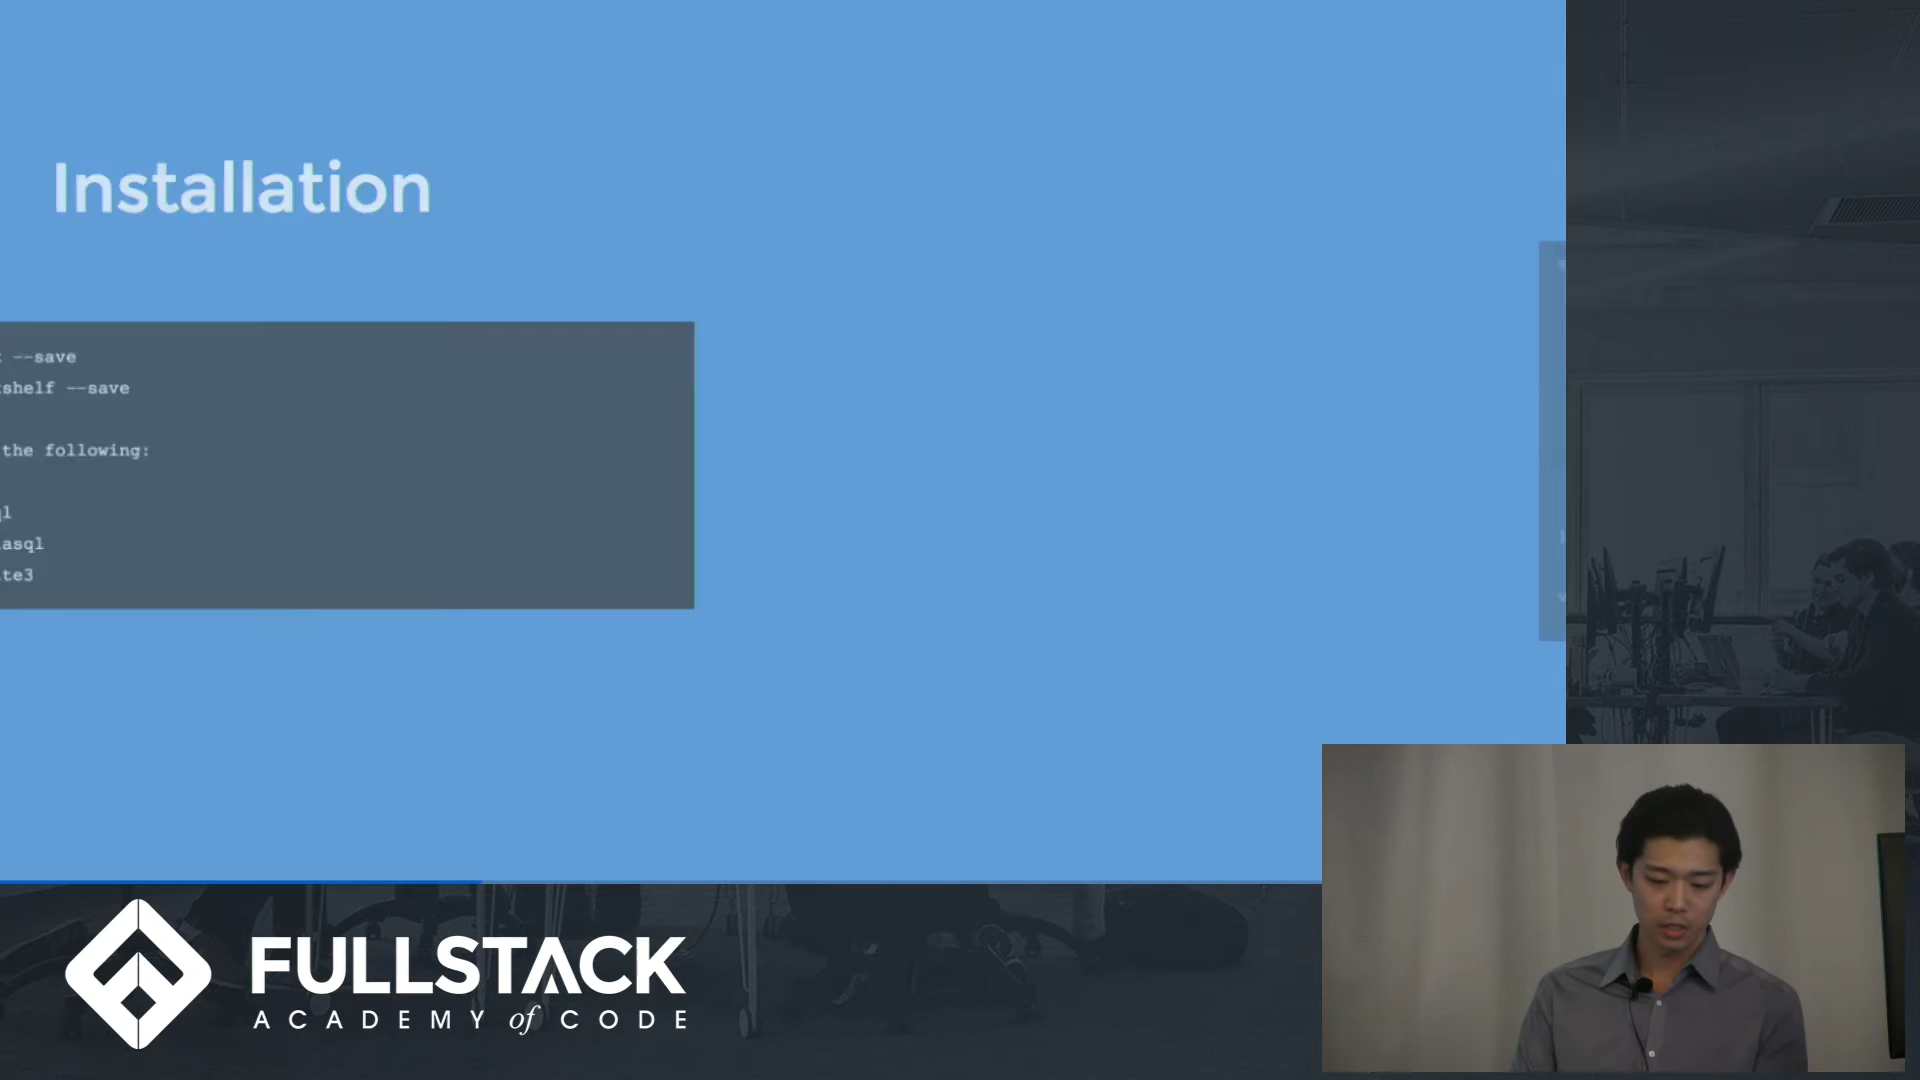 Installation
--save
shelf --save
the following:
asql
te3
FULLSTACK
ACADEMY of CODE